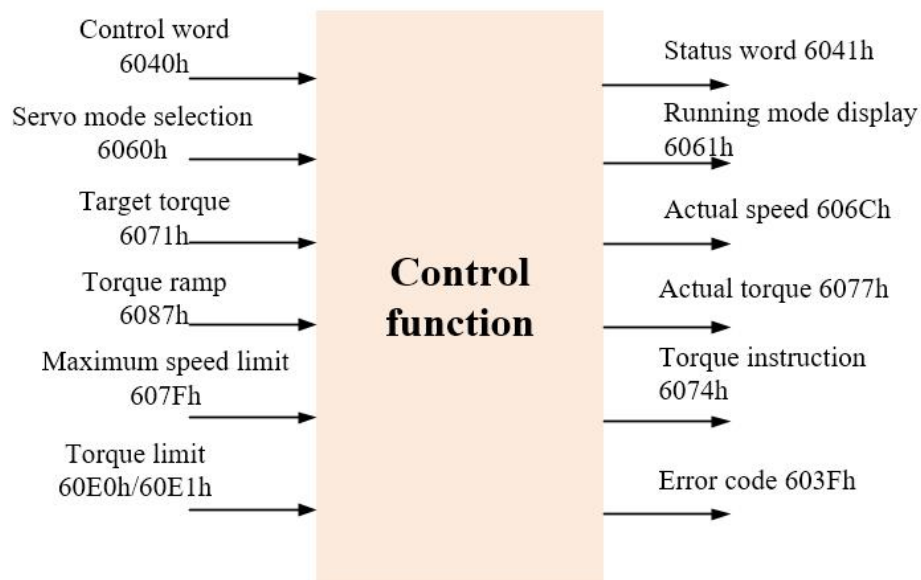 Control word
6040h
Servo mode selection
6060h
Target torque
6071h
Torque ramp
6087h
Maximum speed limit
607Fh
Torque limit
60E0h/60E1h
Control
function
Status word 6041h
Running mode display
6061h
Actual speed 606Ch
Actual torque 6077h
Torque instruction
6074h
Error code 603Fh